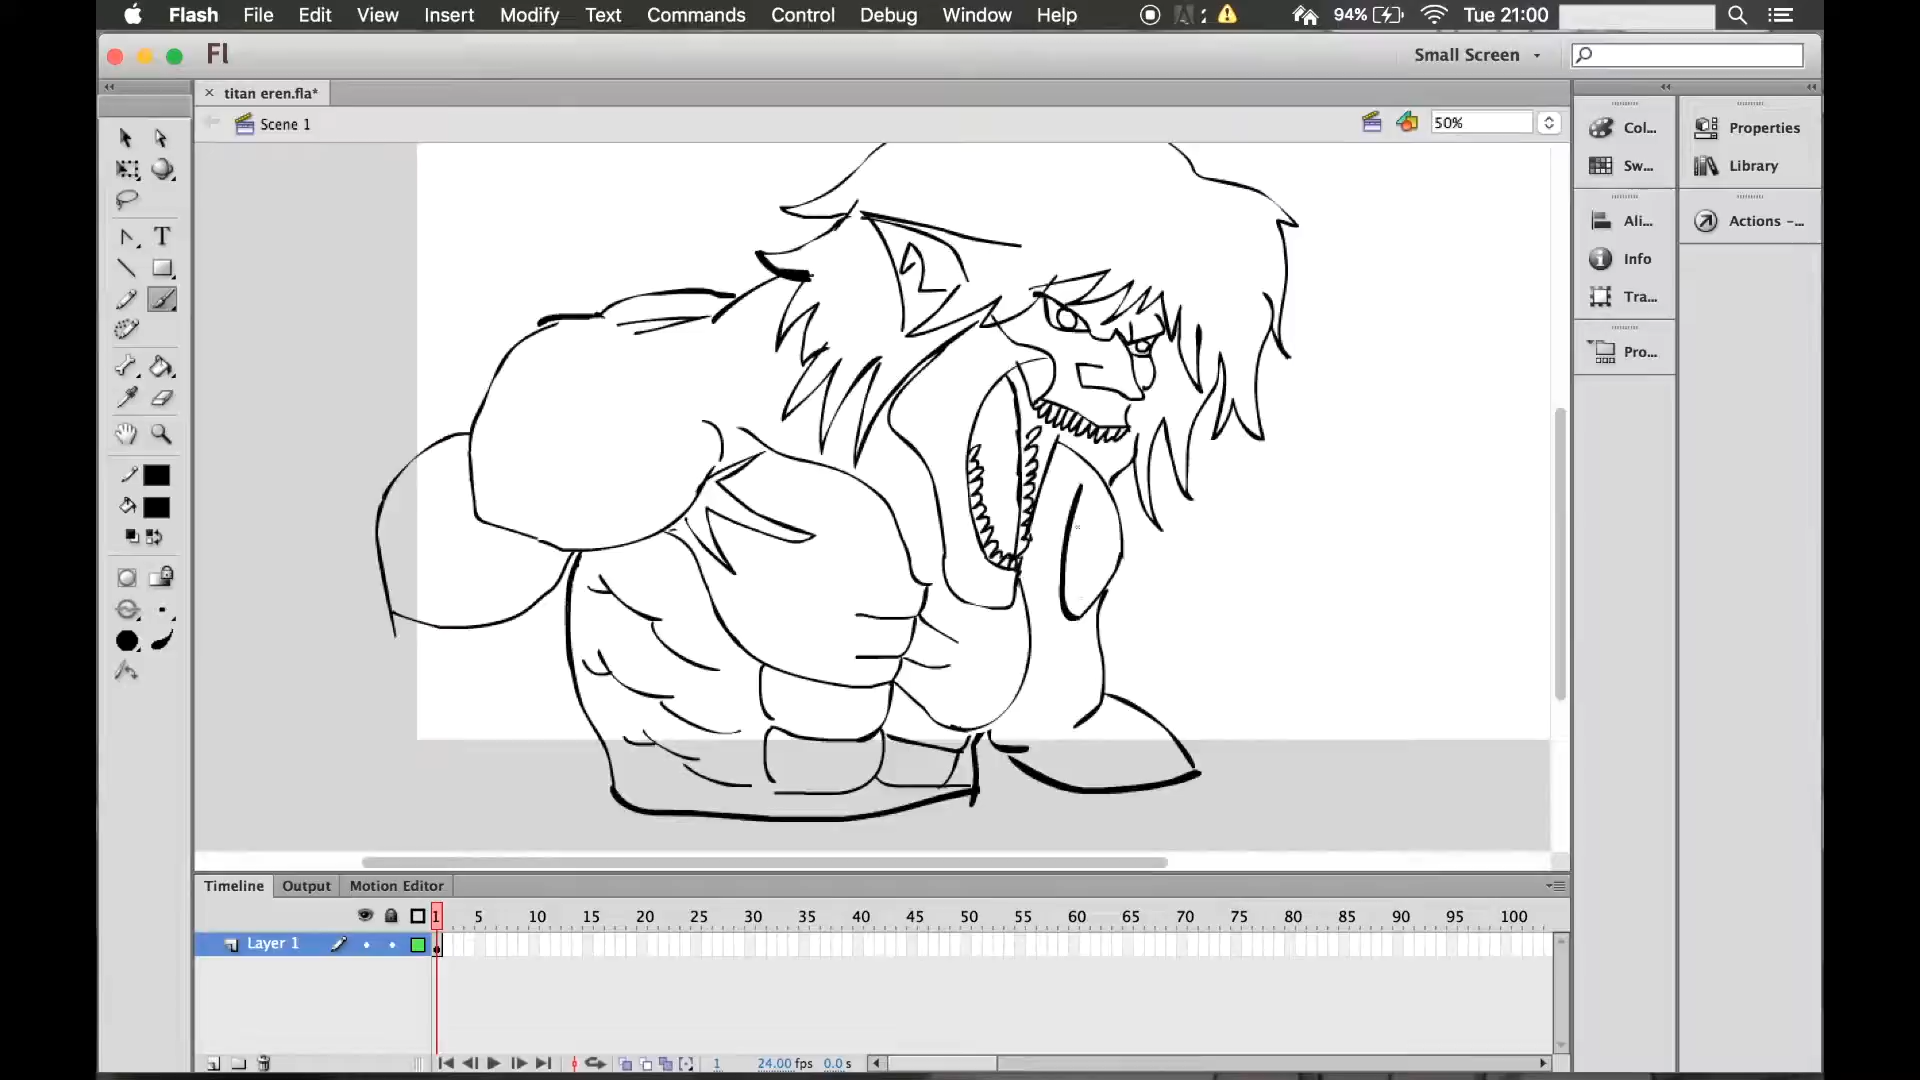 Flash File Edit View Insert Modify Text Commands Control Debug Window Help 94% Tue 21:00
Fl Small Screen
titan eren.fla*
Scene 1 50%
Col... Properties
Sw... Library
Ali... Actions -...
Info
Tra...
Pro...
T
Timeline Output Motion Editor
1 5 10 15 20 25 30 35 40 45 50 55 60 65 70 75 80 85 90 95 100
Layer 1
1 24.00 fps 0.0 s